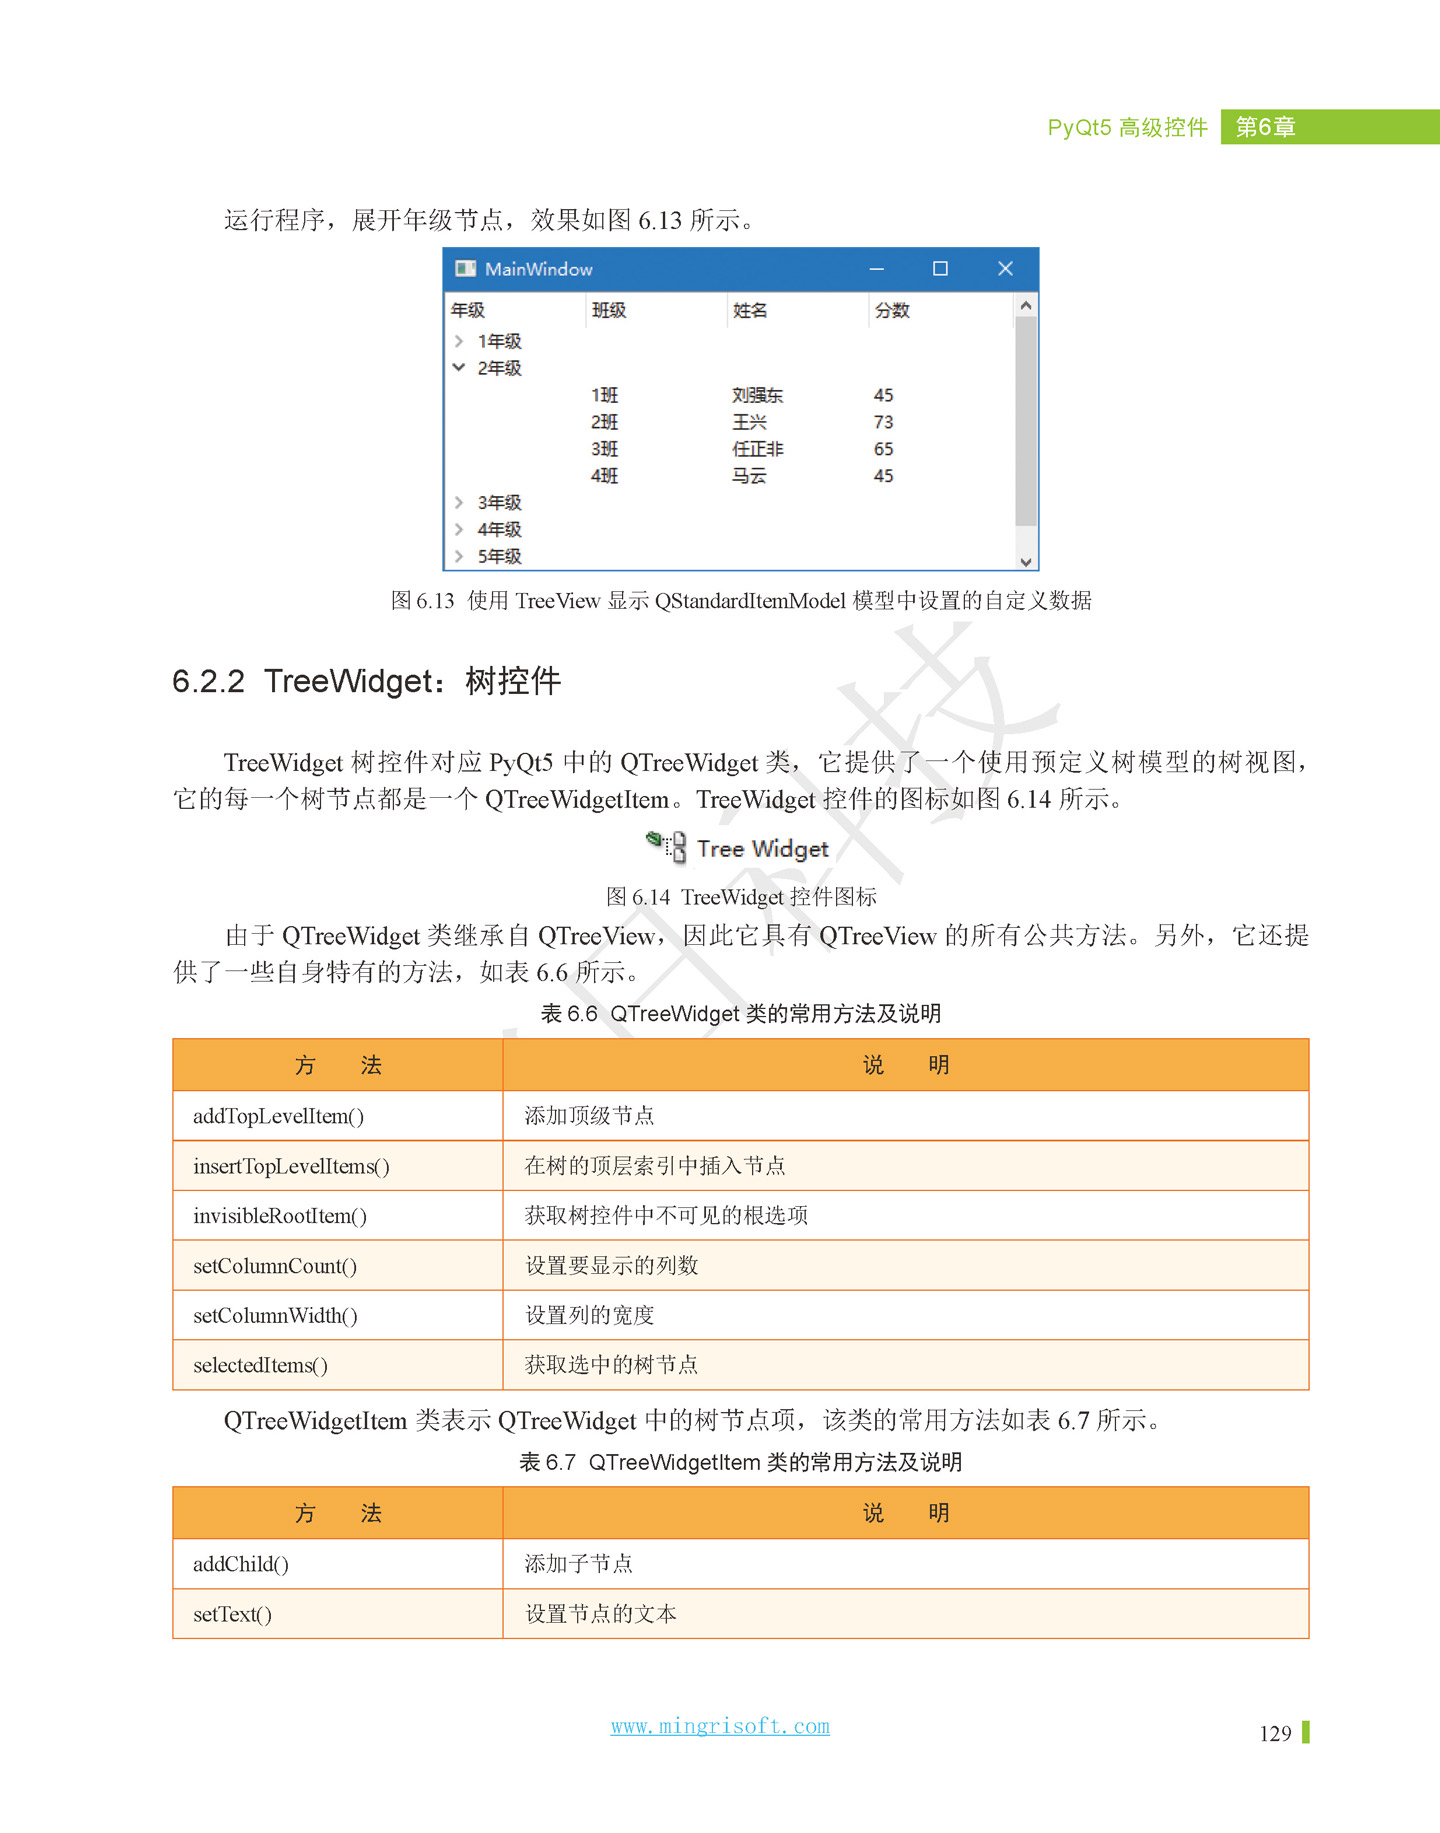 PyQt5 高级控件 第6章
运行程序，展开年级节点，效果如图 6.13 所示。
MainWindow
年级 班级 姓名 分数
1年级
2年级
1班 刘强东 45
2班 王兴 73
3班 任正非 65
4班 马云 45
3年级
4年级
5年级
图 6.13 使用 TreeView 显示 QStandardItemModel 模型中设置的自定义数据
6.2.2 TreeWidget：树控件
TreeWidget 树控件对应 PyQt5 中的 QTreeWidget 类，它提供了一个使用预定义树模型的树视图，
它的每一个树节点都是一个 QTreeWidgetItem。TreeWidget 控件的图标如图 6.14 所示。
Tree Widget
图 6.14 TreeWidget 控件图标
由于 QTreeWidget 类继承自 QTreeView，因此它具有 QTreeView 的所有公共方法。另外，它还提
供了一些自身特有的方法，如表 6.6 所示。
表 6.6 QTreeWidget 类的常用方法及说明
方 法 说 明
addTopLevelItem() 添加顶级节点
insertTopLevelItems() 在树的顶层索引中插入节点
invisibleRootItem() 获取树控件中不可见的根选项
setColumnCount() 设置要显示的列数
setColumnWidth() 设置列的宽度
selectedItems() 获取选中的树节点
QTreeWidgetItem 类表示 QTreeWidget 中的树节点项，该类的常用方法如表 6.7 所示。
表 6.7 QTreeWidgetItem 类的常用方法及说明
方 法 说 明
addChild() 添加子节点
setText() 设置节点的文本
www.mingrisoft.com
129
日科技